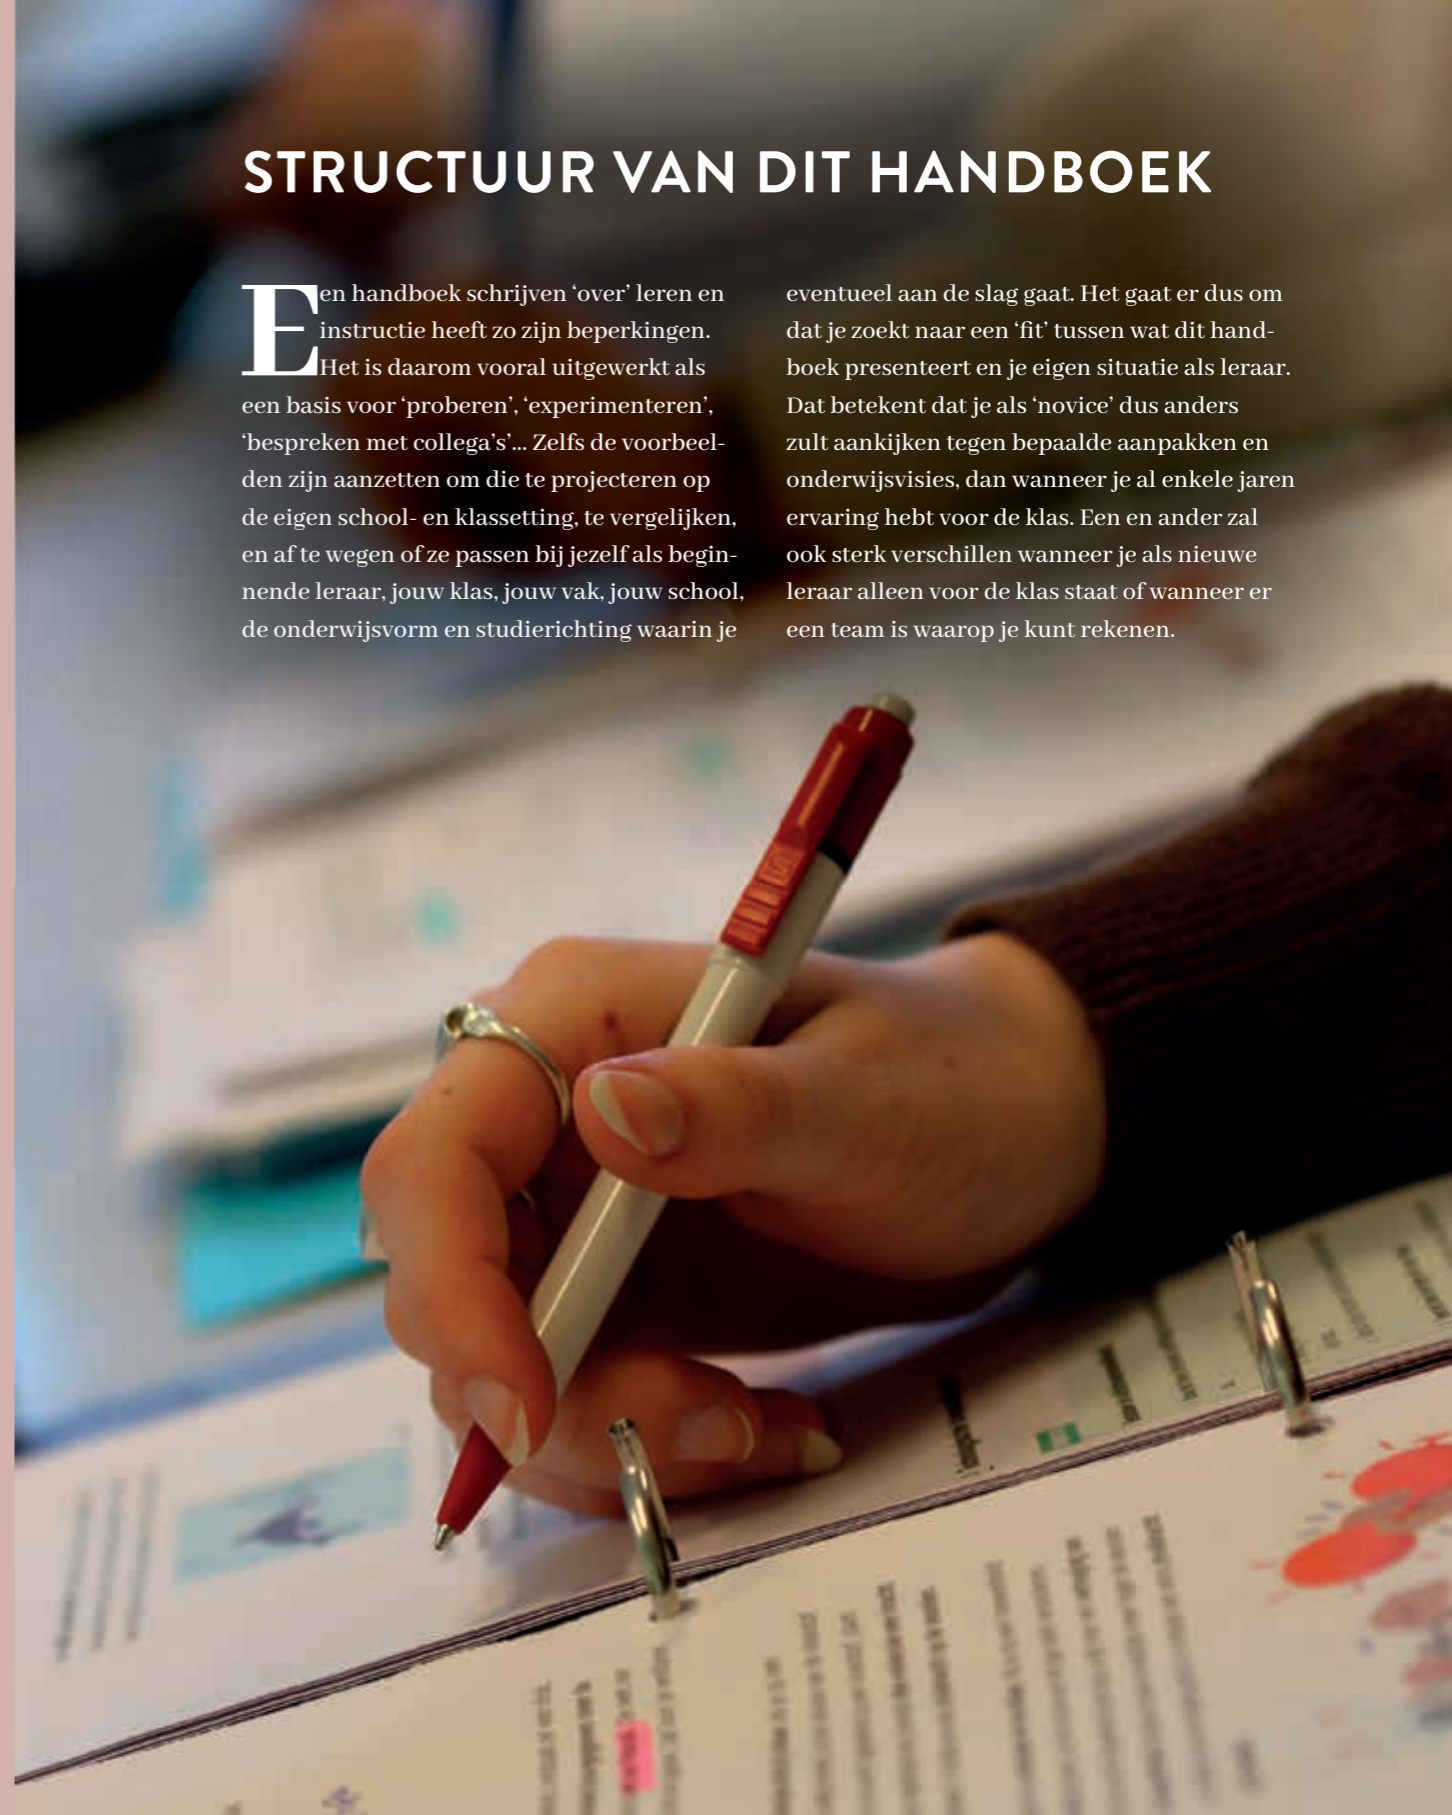 STRUCTUUR VAN DIT HANDBOEK
Een handboek schrijven ‘over’ leren en
instructie heeft zo zijn beperkingen.
Het is daarom vooral uitgewerkt als
een basis voor ‘proberen’, ‘experimenteren’,
‘bespreken met collega’s’... Zelfs de voorbeel-
den zijn aanzetten om die te projecteren op
de eigen school- en klassetting, te vergelijken,
en af te wegen of ze passen bij jezelf als begin-
nende leraar, jouw klas, jouw vak, jouw school,
de onderwijsvorm en studierichting waarin je
eventueel aan de slag gaat. Het gaat er dus om
dat je zoekt naar een ‘fit’ tussen wat dit hand-
boek presenteert en je eigen situatie als leraar.
Dat betekent dat je als ‘novice’ dus anders
zult aankijken tegen bepaalde aanpakken en
onderwijsvisies, dan wanneer je al enkele jaren
ervaring hebt voor de klas. Een en ander zal
ook sterk verschillen wanneer je als nieuwe
leraar alleen voor de klas staat of wanneer er
een team is waarop je kunt rekenen.